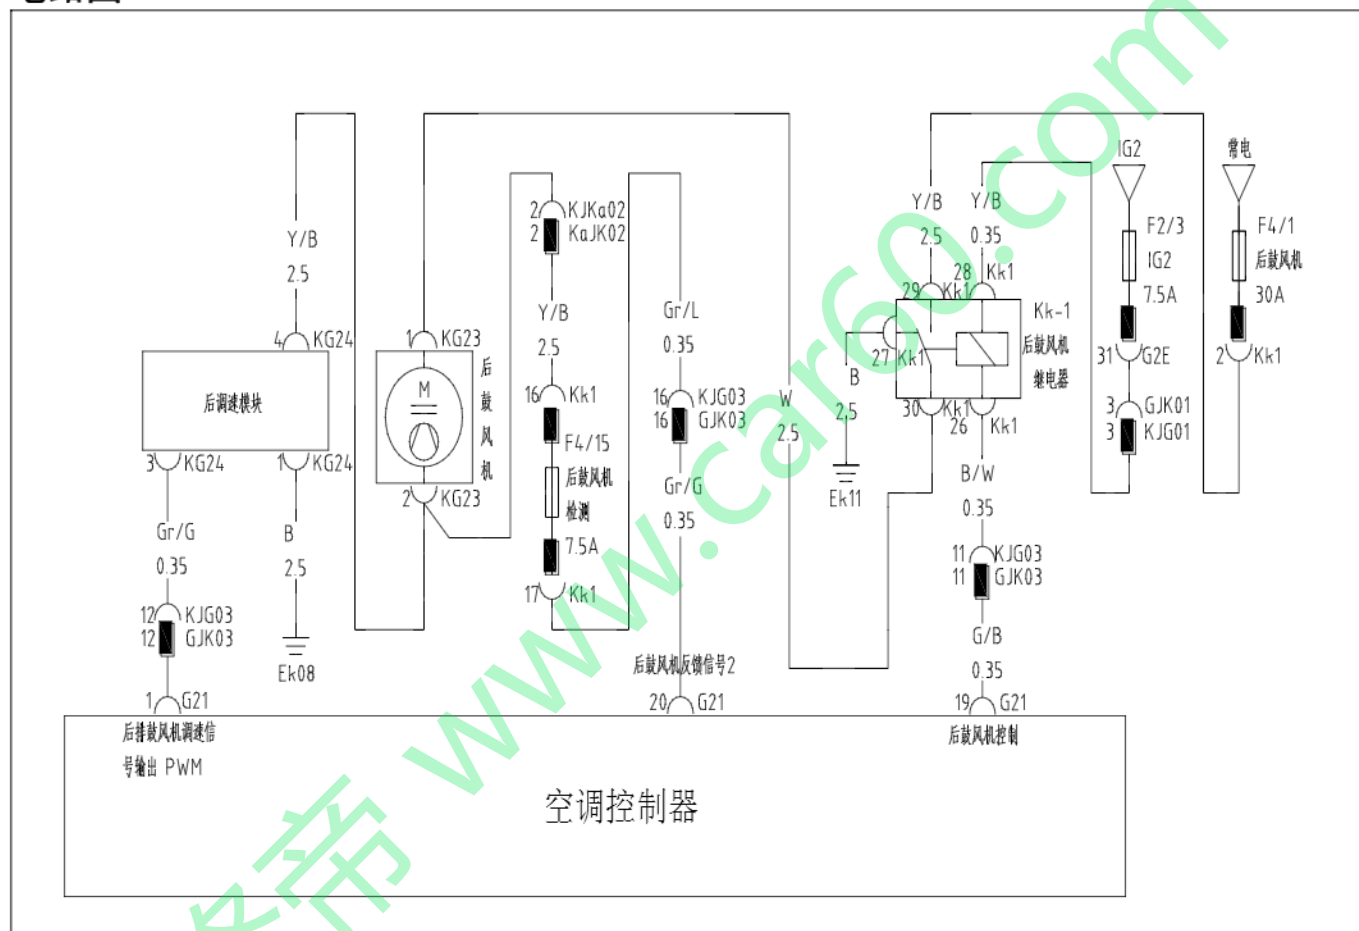 IG2
常电
Y/B
2.5
2
KJKa02
2
KaJK02
Y/B
2.5
Y/B
0.35
F2/3
IG2
7.5A
F4/1
后鼓风机
30A
Y/B
2.5
Gr/L
0.35
28
Kk1
29
Kk1
Kk-1
后鼓风机
继电器
27
Kk1
30
Kk1
26
Kk1
31
G2E
2
Kk1
4
KG24
1
KG23
后调速模块
M
后鼓风机
3
KG24
1
KG24
2
KG23
16
Kk1
F4/15
后鼓风机
检测
7.5A
17
Kk1
16
KJG03
16
GJK03
Gr/G
0.35
W
2.5
B
2.5
Ek11
3
GJK01
3
KJG01
B/W
0.35
11
KJG03
11
GJK03
G/B
0.35
Gr/G
0.35
B
2.5
12
KJG03
12
GJK03
Ek08
后鼓风机反馈信号2
1
G21
20
G21
19
G21
后排鼓风机调速信
号输出 PWM
后鼓风机控制
空调控制器
www.car60.com